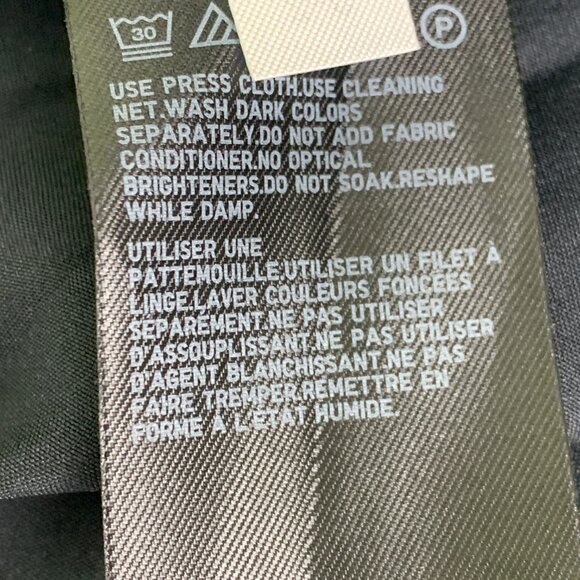 30 P
USE PRESS CLOTH.USE CLEANING
NET.WASH DARK COLORS
SEPARATELY.DO NOT ADD FABRIC
CONDITIONER.NO OPTICAL
BRIGHTENERS.DO NOT SOAK.RESHAPE
WHILE DAMP.
UTILISER UNE
PATTEMOUILLE.UTILISER UN FILET À
LINGE.LAVER COULEURS FONCÉES
SÉPAREMENT.NE PAS UTILISER
D'ASSOUPLISSANT.NE PAS UTILISER
D'AGENT BLANCHISSANT.NE PAS
FAIRE TREMPER.REMETTRE EN
FORME À L'ÉTAT HUMIDE.